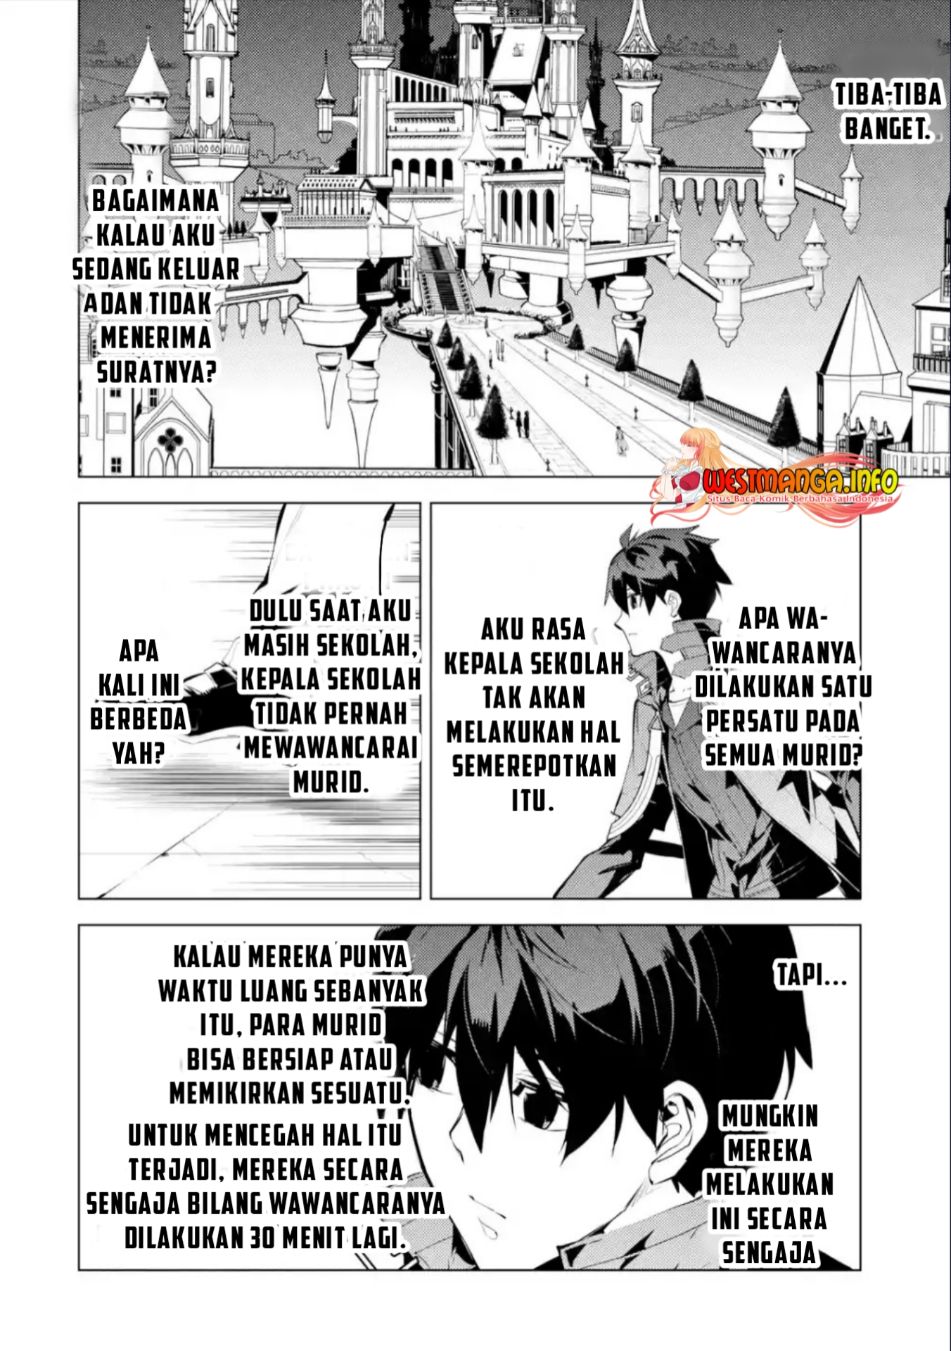 TIBA-TIBA
BANGET.
BAGAIMANA
KALAU AKU
SEDANG KELUAR
ADAN TIDAK
MENERIMA
SURATNYA?
WESTMANGA.INFO
Situs Baca Komik Berbahasa Indonesia
APA WA-
WANCARANYA
DILAKUKAN SATU
PERSATU PADA
SEMUA MURID?
AKU RASA
KEPALA SEKOLAH
TAK AKAN
MELAKUKAN HAL
SEMEREPOTKAN
ITU.
DULU SAAT AKU
MASIH SEKOLAH,
KEPALA SEKOLAH
TIDAK PERNAH
MEWAWANCARAI
MURID.
APA
KALI INI
BERBEDA
YAH?
TAPI...
MUNGKIN
MEREKA
MELAKUKAN
INI SECARA
SENGAJA
KALAU MEREKA PUNYA
WAKTU LUANG SEBANYAK
ITU, PARA MURID
BISA BERSIAP ATAU
MEMIKIRKAN SESUATU.
UNTUK MENCEGAH HAL ITU
TERJADI, MEREKA SECARA
SENGAJA BILANG WAWANCARANYA
DILAKUKAN 30 MENIT LAGI.